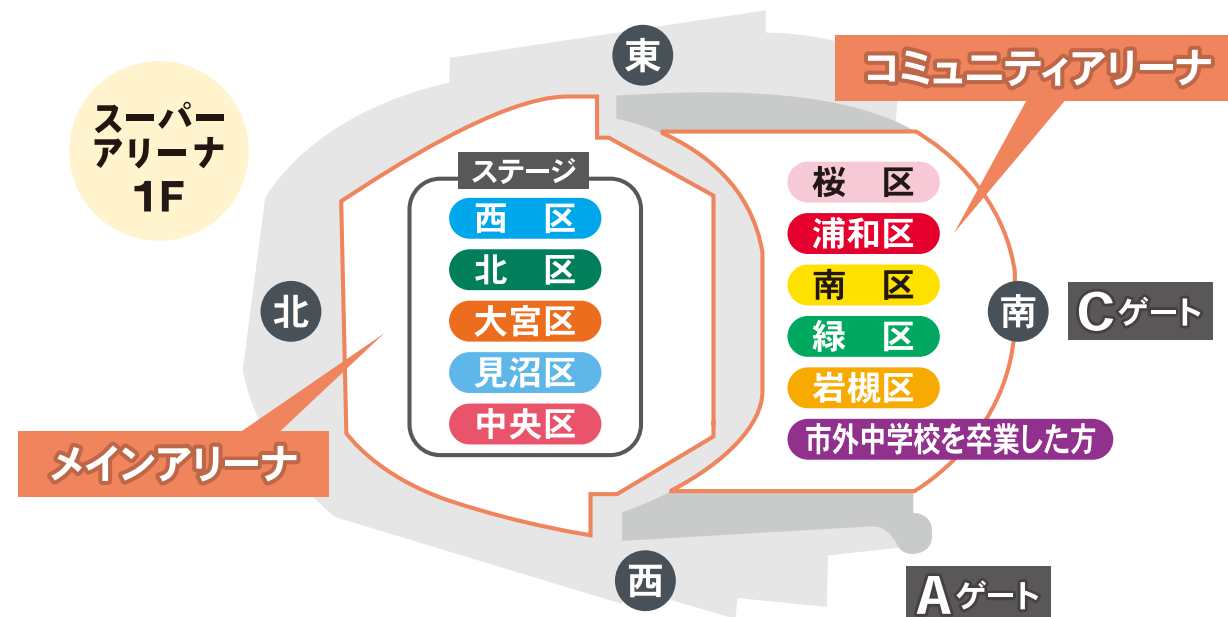 東
コミュニティアリーナ
スーパー
アリーナ
1F
ステージ
西 区
北 区
大宮区
見沼区
中央区
桜 区
浦和区
南 区
緑 区
岩槻区
市外中学校を卒業した方
北
南
Cゲート
メインアリーナ
西
Aゲート